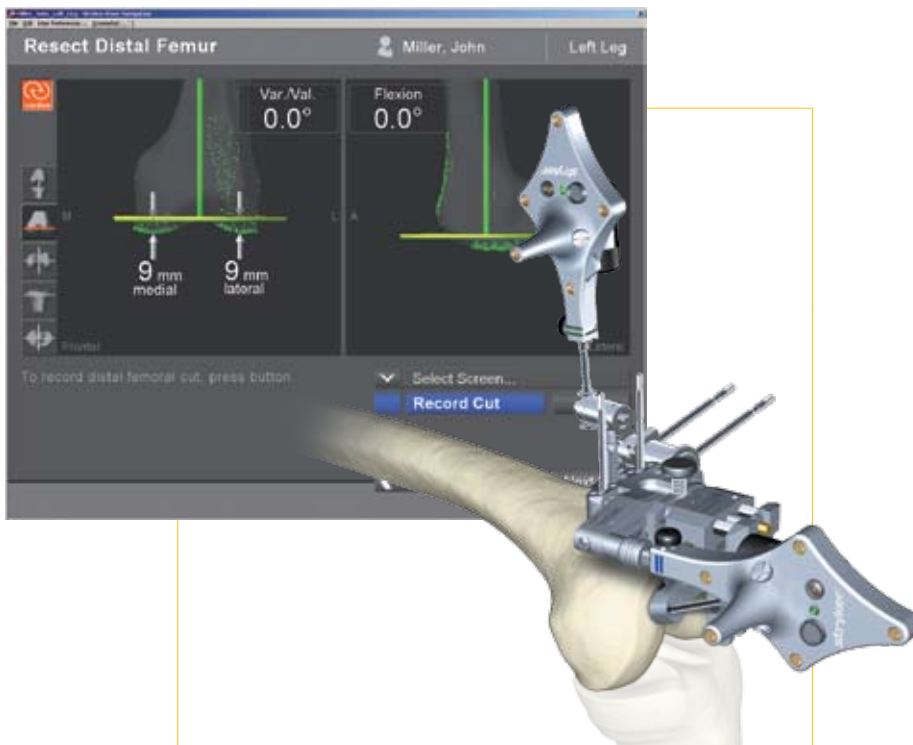 Resect Distal Femur
Miller, John
Left Leg
Var./Val.
0.0°
Flexion
0.0°
M
L
A
9 mm
medial
9 mm
lateral
Frontal
To record distal femoral cut, press button
Select Screen...
Record Cut
stryker
stryker